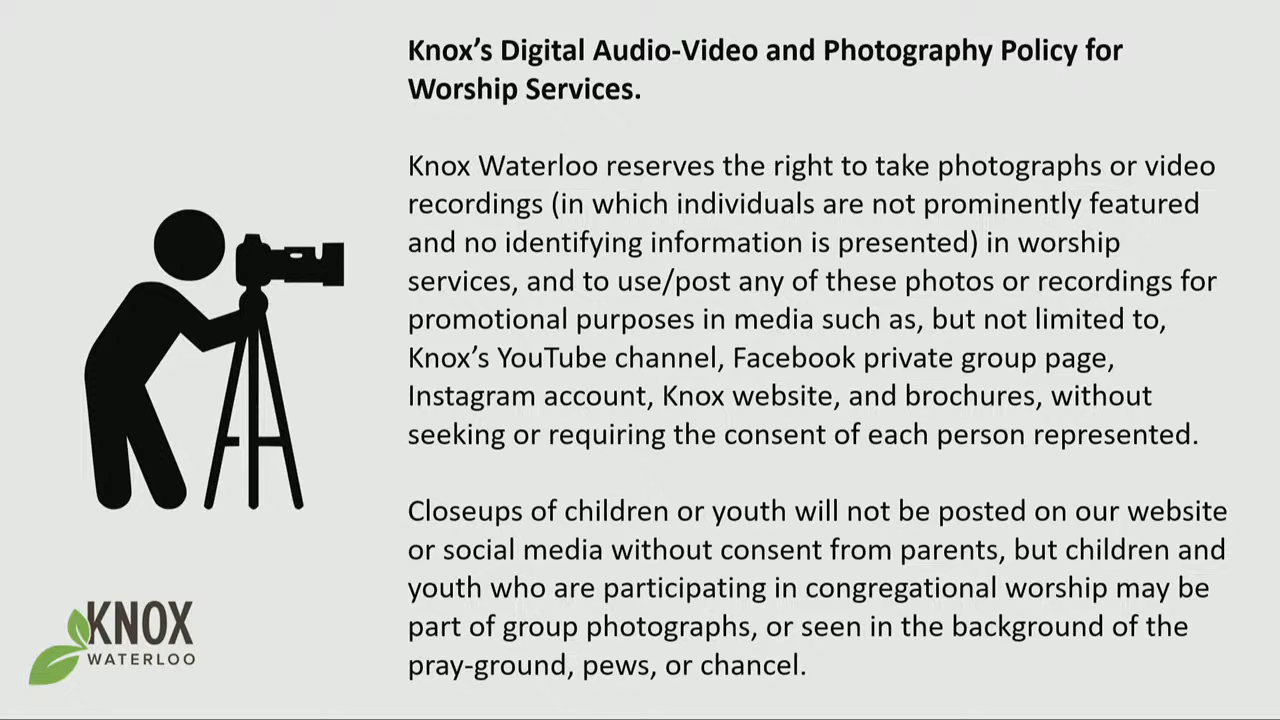 Knox’s Digital Audio-Video and Photography Policy for
Worship Services.
Knox Waterloo reserves the right to take photographs or video
recordings (in which individuals are not prominently featured
and no identifying information is presented) in worship
services, and to use/post any of these photos or recordings for
promotional purposes in media such as, but not limited to,
Knox’s YouTube channel, Facebook private group page,
Instagram account, Knox website, and brochures, without
seeking or requiring the consent of each person represented.
Closeups of children or youth will not be posted on our website
or social media without consent from parents, but children and
youth who are participating in congregational worship may be
part of group photographs, or seen in the background of the
pray-ground, pews, or chancel.
KNOX
WATERLOO